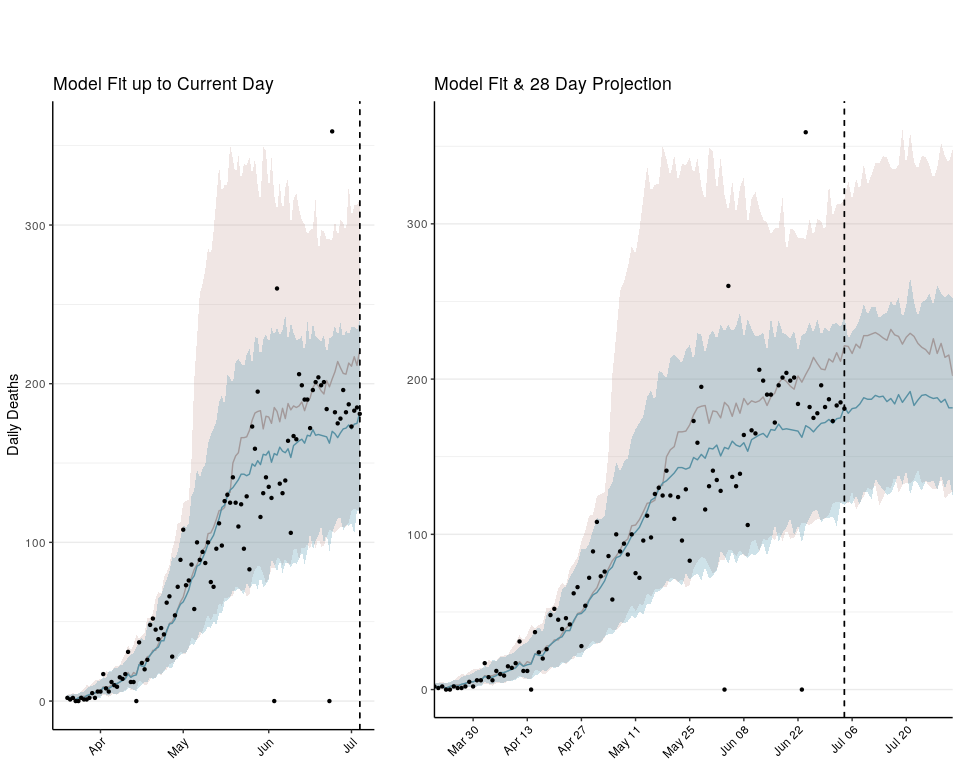 Model Fit up to Current Day
Model Fit & 28 Day Projection
Daily Deaths
300
200
100
0
Apr
May
Jun
Jul
300
200
100
0
Mar 30
Apr 13
Apr 27
May 11
May 25
Jun 08
Jun 22
Jul 06
Jul 20